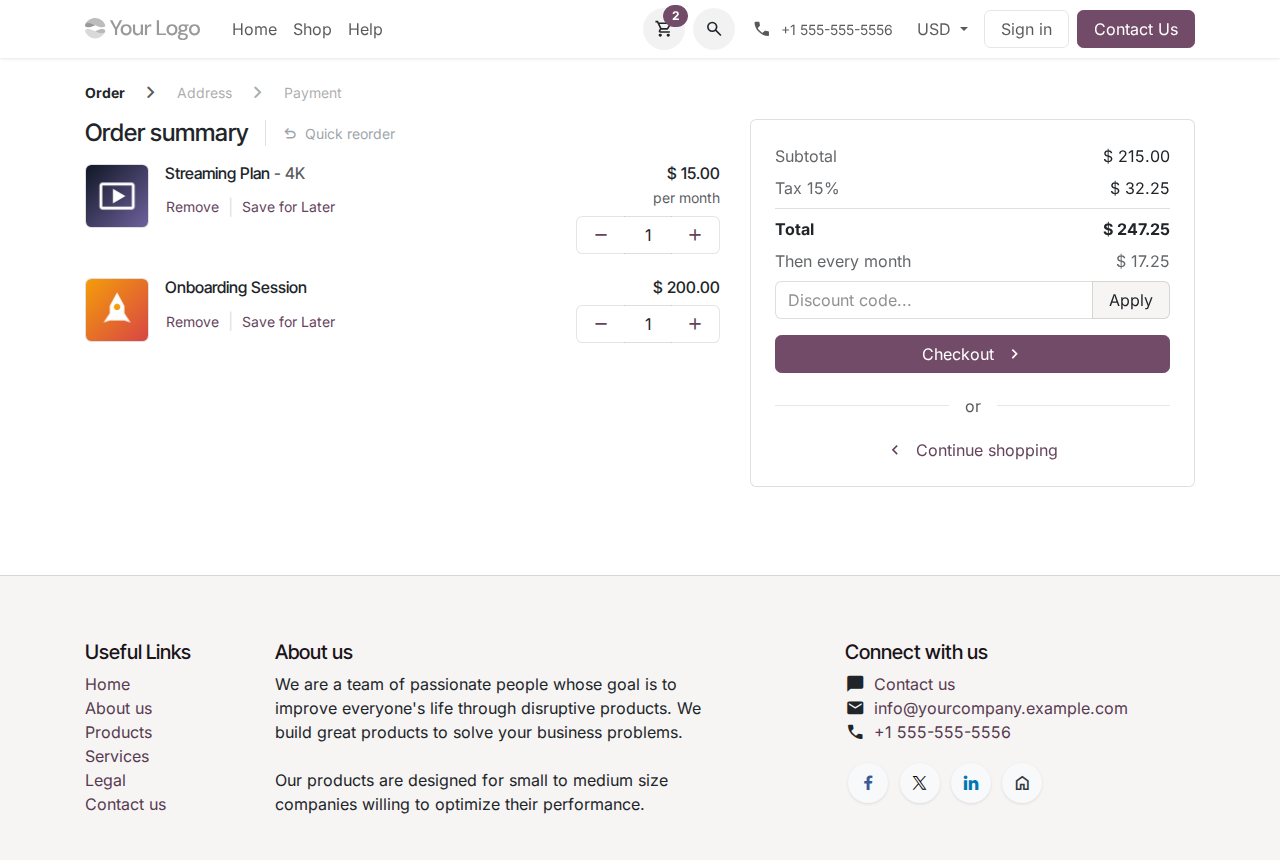 Your Logo
Home Shop Help
2
+1 555-555-5556
USD
Sign in
Contact Us
Order Address Payment
Order summary
Quick reorder
Streaming Plan - 4K
$ 15.00
per month
Remove Save for Later
1
Onboarding Session
$ 200.00
Remove Save for Later
1
Subtotal $ 215.00
Tax 15% $ 32.25
Total $ 247.25
Then every month $ 17.25
Discount code... Apply
Checkout
or
Continue shopping
Useful Links
Home
About us
Products
Services
Legal
Contact us
About us
We are a team of passionate people whose goal is to
improve everyone's life through disruptive products. We
build great products to solve your business problems.
Our products are designed for small to medium size
companies willing to optimize their performance.
Connect with us
Contact us
info@yourcompany.example.com
+1 555-555-5556